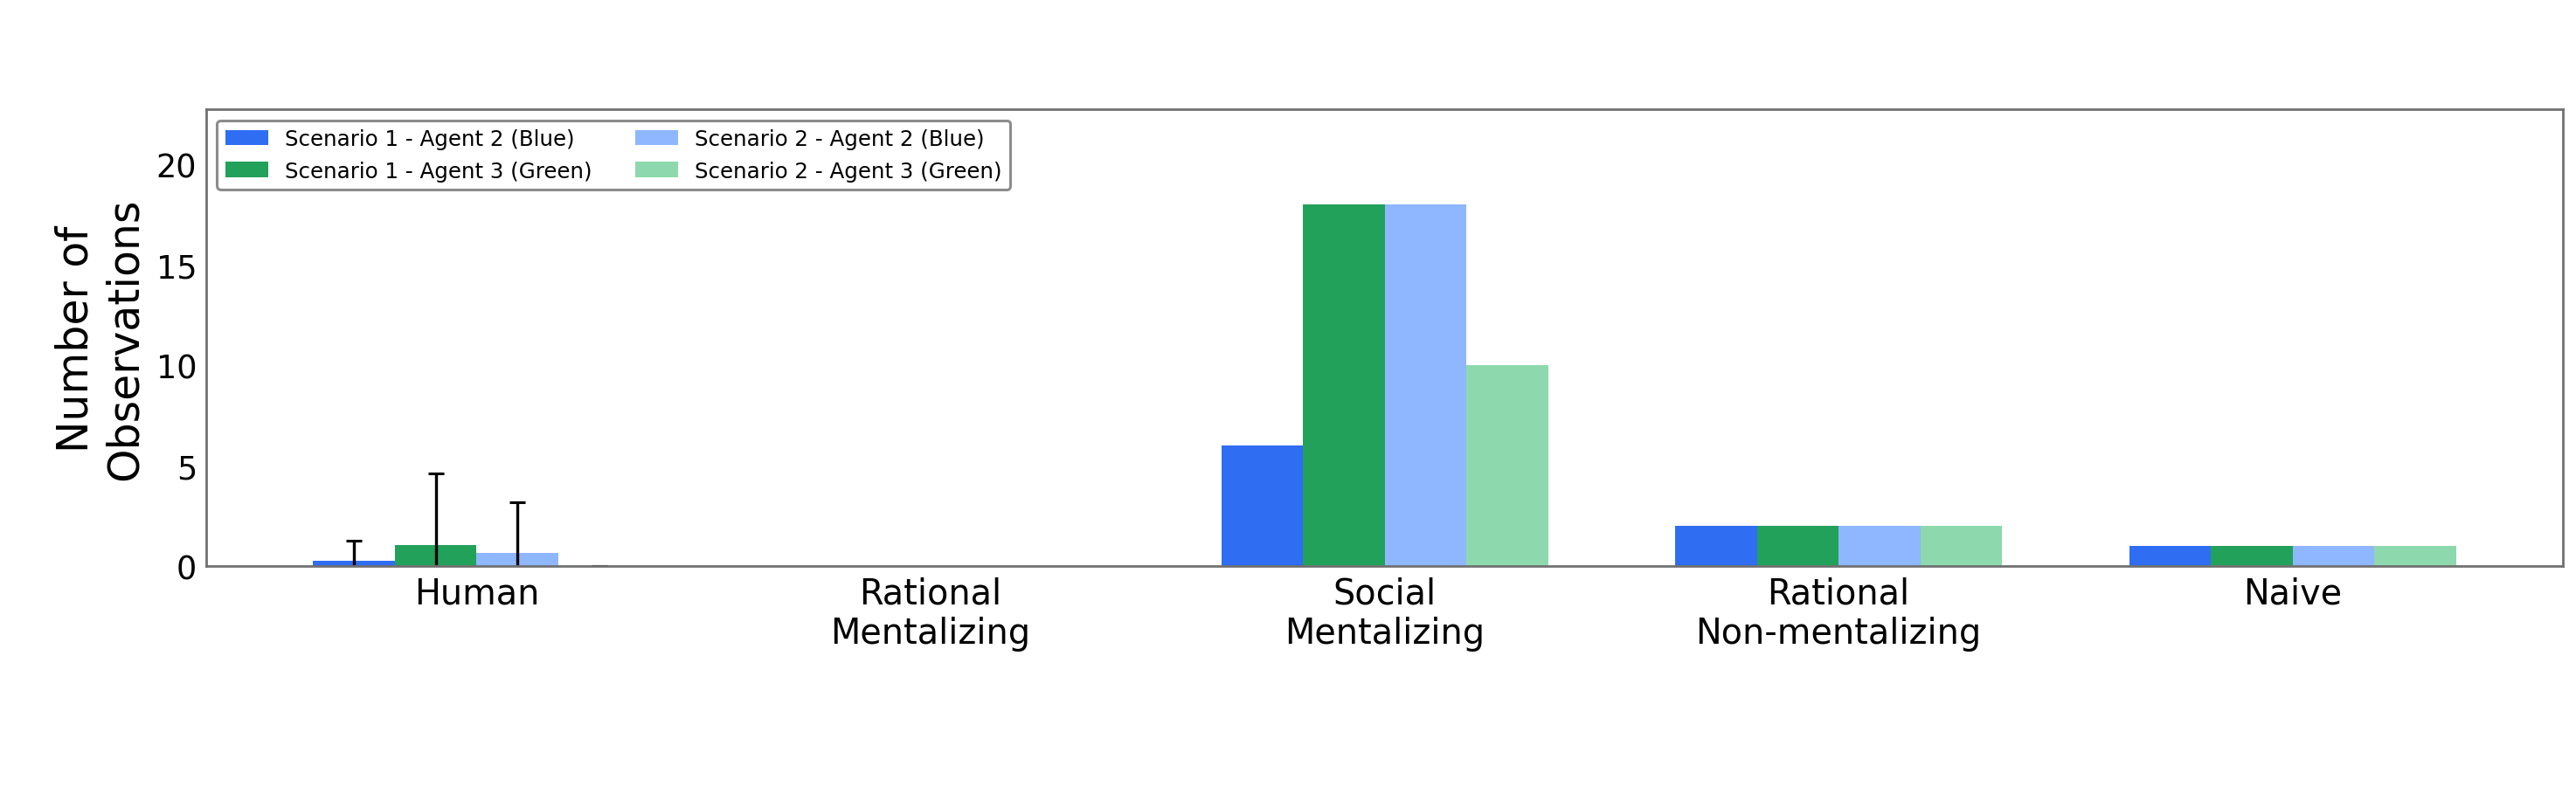 Scenario 1 - Agent 2 (Blue)
Scenario 2 - Agent 2 (Blue)
Scenario 1 - Agent 3 (Green)
Scenario 2 - Agent 3 (Green)
Number of
Observations
20
15
10
5
0
Human
Rational
Mentalizing
Social
Mentalizing
Rational
Non-mentalizing
Naive